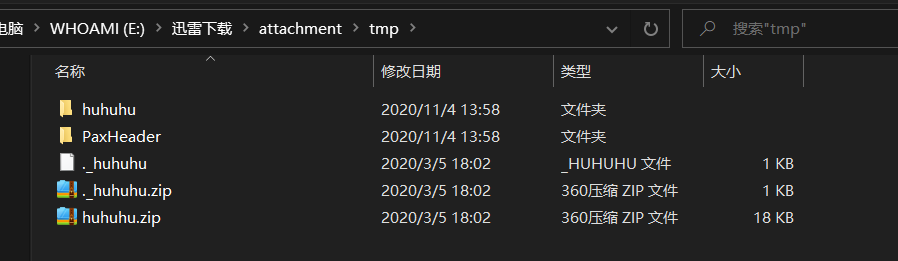 电脑 > WHOAMI (E:) > 迅雷下载 > attachment > tmp > 搜索"tmp"
名称 修改日期 类型 大小
huhuhu 2020/11/4 13:58 文件夹
PaxHeader 2020/11/4 13:58 文件夹
._huhuhu 2020/3/5 18:02 _HUHUHU 文件 1 KB
._huhuhu.zip 2020/3/5 18:02 360压缩 ZIP 文件 1 KB
huhuhu.zip 2020/3/5 18:02 360压缩 ZIP 文件 18 KB